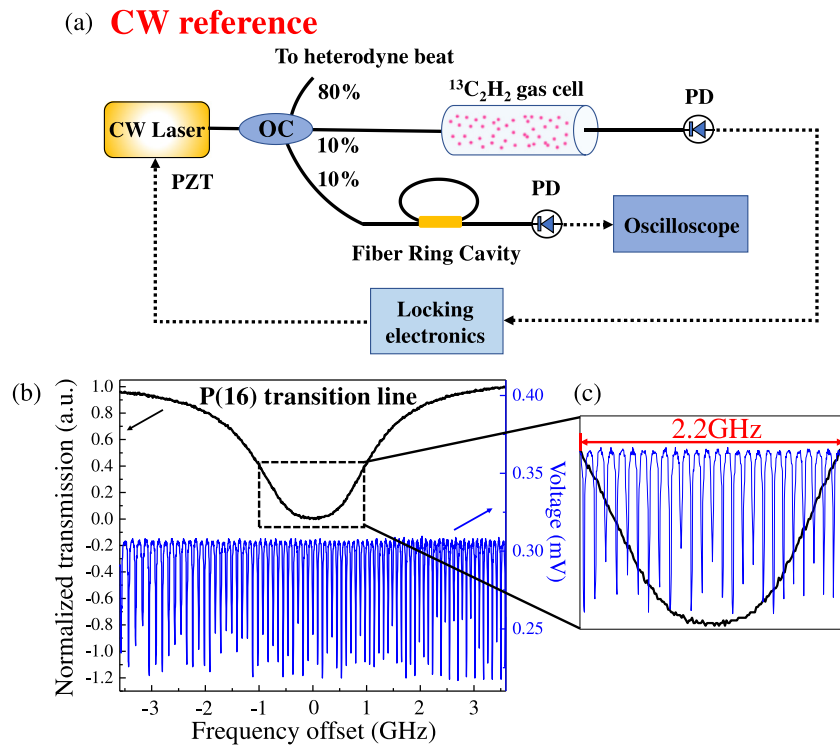 (a) CW reference
To heterodyne beat
80%
¹³C₂H₂ gas cell
PD
CW Laser
OC
10%
10%
PZT
PD
Oscilloscope
Fiber Ring Cavity
Locking
electronics
(b)
P(16) transition line
Normalized transmission (a.u.)
1.0
0.8
0.6
0.4
0.2
0.0
-0.2
-0.4
-0.6
-0.8
-1.0
-1.2
-3
-2
-1
0
1
2
3
Frequency offset (GHz)
0.40
0.35
0.30
0.25
Voltage (mV)
(c)
2.2GHz